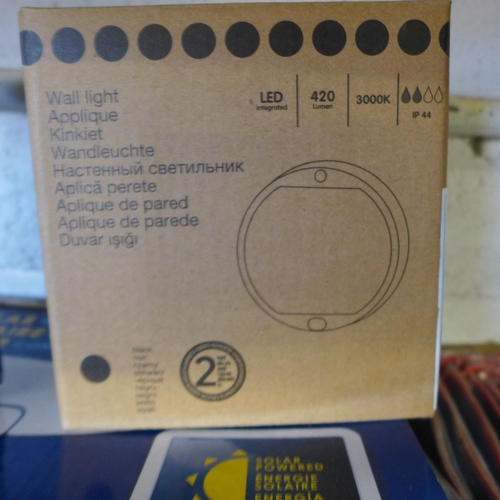 Wall light
Applique
Kinkiet
Wandleuchte
Настенный светильник
Aplică perete
Aplique de pared
Aplique de parede
Duvar ışığı
LED
integrated
420
Lumen
3000K
IP 44
2
SOLAR
POWERED
ÉNERGIE
SOLAIRE
ENERGÍA